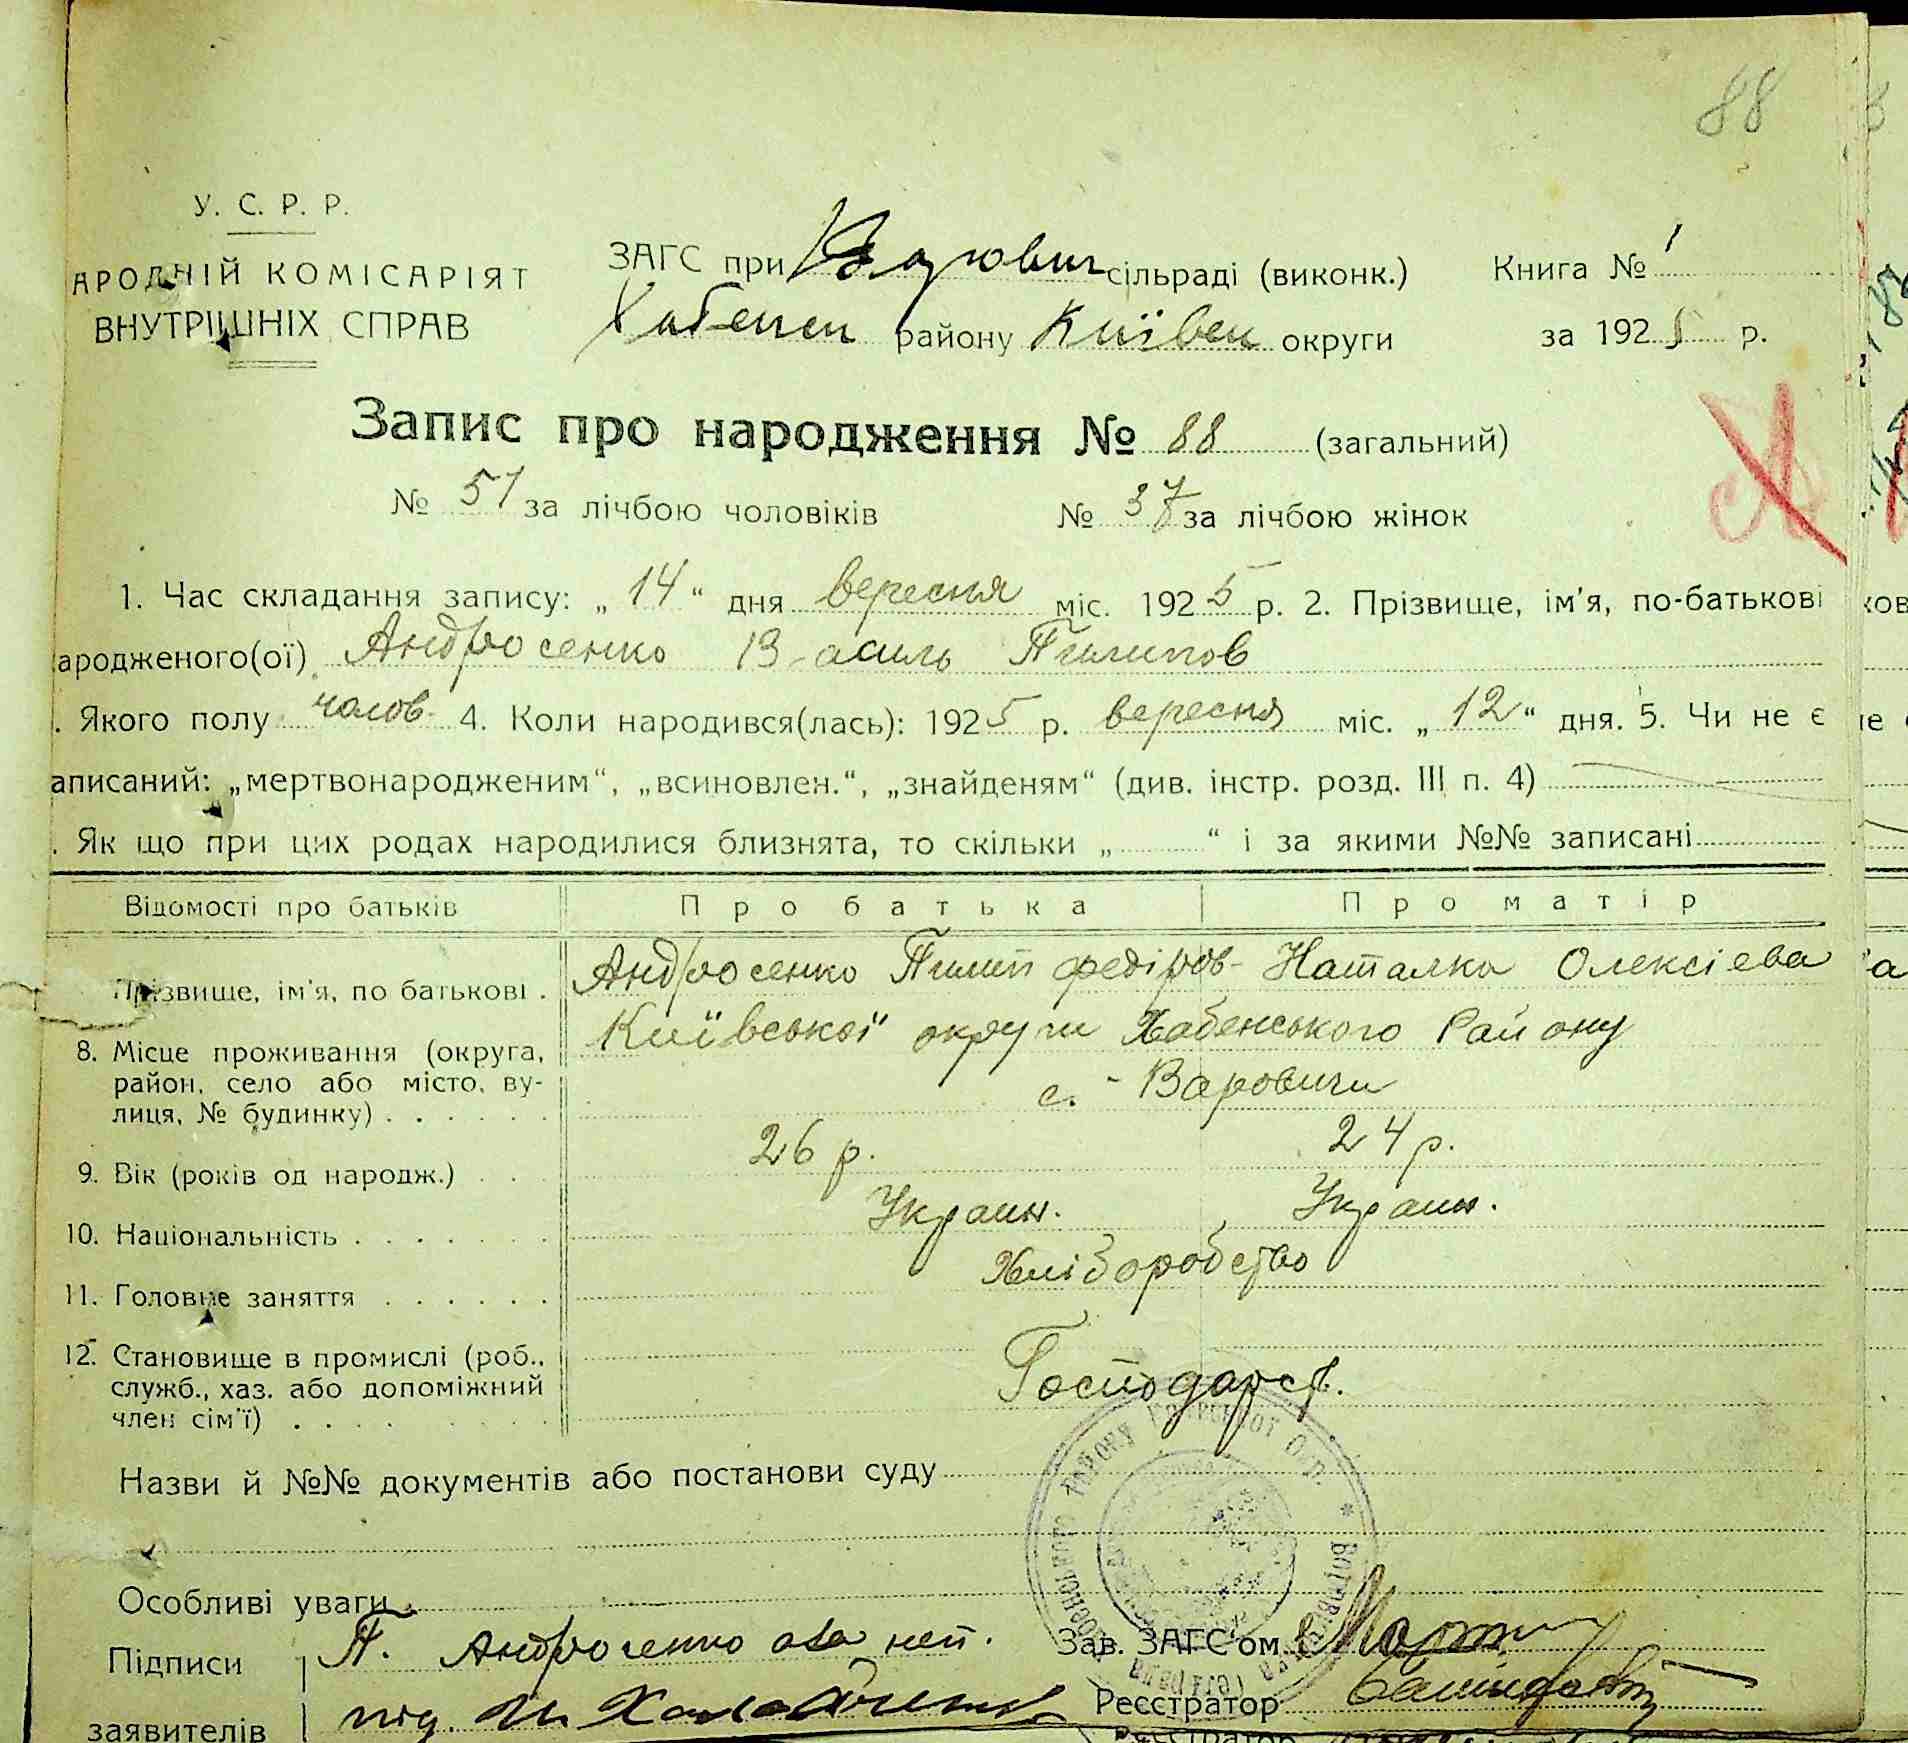 88
У. С. Р. Р.
АРОДНІЙ КОМІСАРІЯТ
ВНУТРІШНІХ СПРАВ
ЗАГС при Варович сільраді (виконк.) Книга № 1
Хабенск району Київськ округи за 1925 р.
Запис про народження № 88 (загальний)
№ 51 за лічбою чоловіків № 37 за лічбою жінок
1. Час складання запису: „14“ дня вересня міс. 1925 р. 2. Прізвище, ім'я, по-батькові
ародженого(ої) Андросенко Василь Пилипов
. Якого полу чолов. 4. Коли народився(лась): 1925 р. вересня міс. „12“ дня. 5. Чи не є
аписаний: „мертвонародженим“, „всиновлен.“, „знайденям“ (див. інстр. розд. III п. 4)
. Як що при цих родах народилися близнята, то скільки „ “ і за якими №№ записані
Відомості про батьків Про батька Про матір
Прізвище, ім'я, по батькові . Андросенко Пилип Федіров- Наталка Олексієва
8. Місце проживання (округа, район, село або місто, вулиця, № будинку) . . . . . . Київської округи Хабенського Району
с. Варовичи
9. Вік (років од народж.) . . . 26 р. 24 р.
10. Національність . . . . . . . Украин. Украин.
11. Головне заняття . . . . . . Хліборобство
12. Становище в промислі (роб., служб., хаз. або допоміжний член сім'ї) . . . . . . . . Господарст.
Назви й №№ документів або постанови суду
Особливі уваги
Підписи П. Андросенко Зав. ЗАГС'ом
заявителів Реєстратор